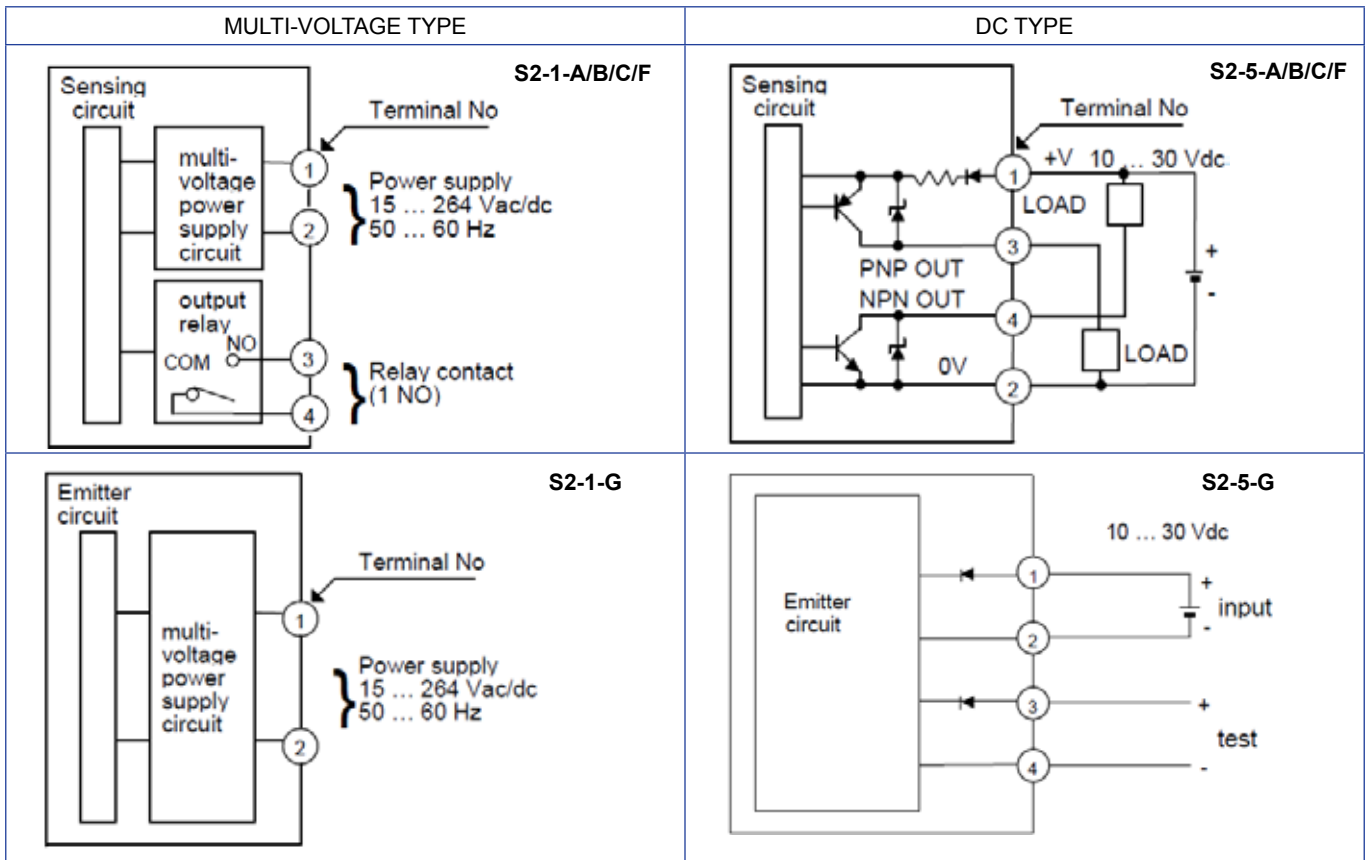 MULTI-VOLTAGE TYPE
DC TYPE
S2-1-A/B/C/F
Sensing
circuit
Terminal No
multi-
voltage
power
supply
circuit
1
2
Power supply
15 ... 264 Vac/dc
50 ... 60 Hz
output
relay
NO
COM
3
4
Relay contact
(1 NO)
S2-5-A/B/C/F
Sensing
circuit
Terminal No
1
+V 10 ... 30 Vdc
LOAD
3
PNP OUT
NPN OUT
4
+
-
LOAD
0V
2
S2-1-G
Emitter
circuit
Terminal No
1
multi-
voltage
power
supply
circuit
2
Power supply
15 ... 264 Vac/dc
50 ... 60 Hz
S2-5-G
10 ... 30 Vdc
Emitter
circuit
1
+
input
-
2
3
+
test
4
-